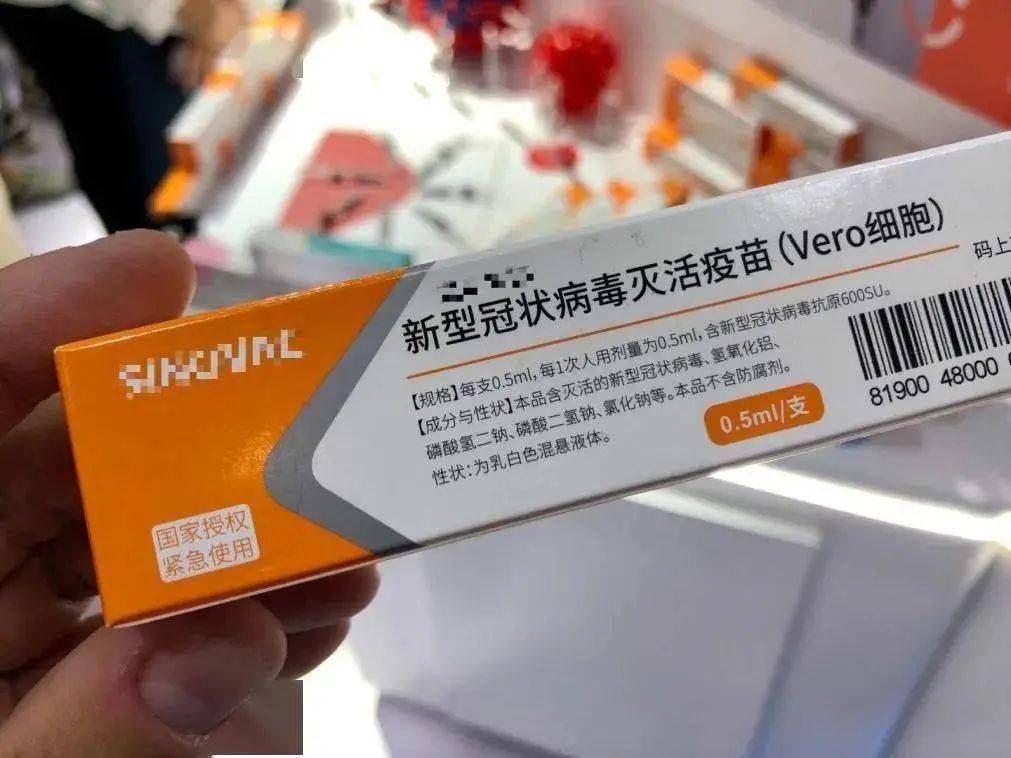 新型冠状病毒灭活疫苗(Vero细胞)
码上
【规格】每支0.5ml,每1次人用剂量为0.5ml,含新型冠状病毒抗原600SU。
【成分与性状】本品含灭活的新型冠状病毒、氢氧化铝、
磷酸氢二钠、磷酸二氢钠、氯化钠等。本品不含防腐剂。
性状:为乳白色混悬液体。
0.5ml/支
81900 48000
国家授权
紧急使用